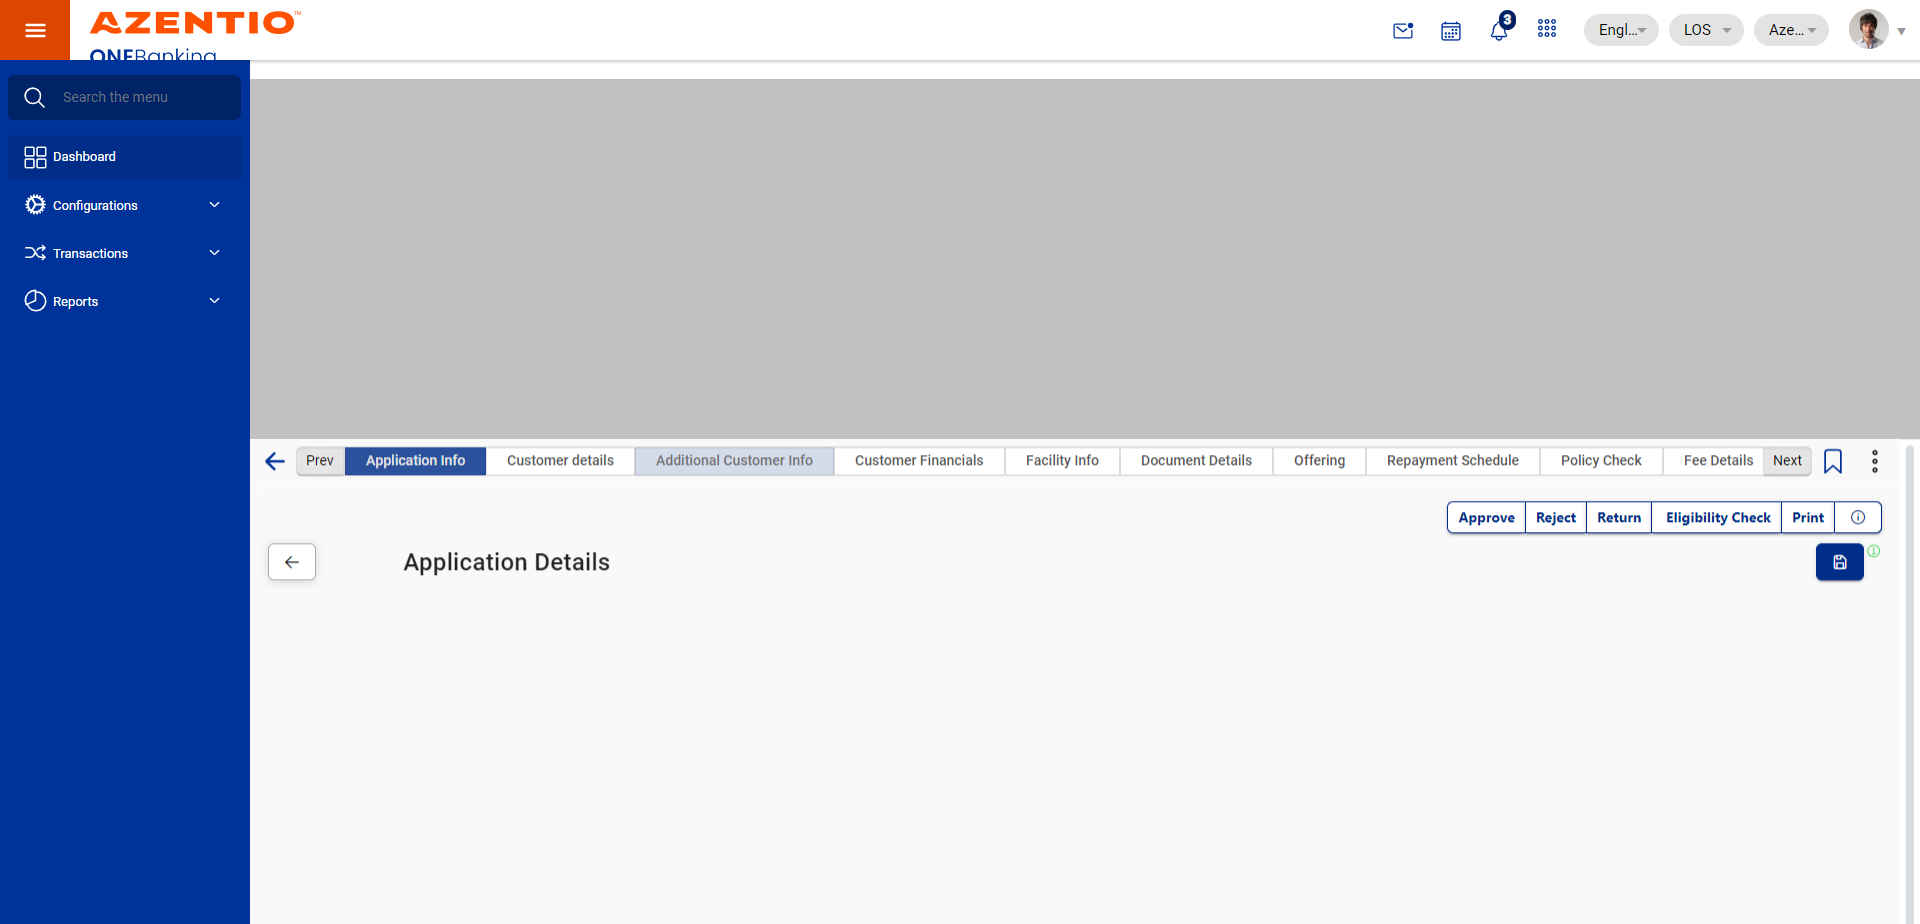 AZENTIO™
ONEBanking
3
Engl...
LOS
Aze...
Search the menu
Dashboard
Configurations
Transactions
Reports
Prev
Application Info
Customer details
Additional Customer Info
Customer Financials
Facility Info
Document Details
Offering
Repayment Schedule
Policy Check
Fee Details
Next
Approve
Reject
Return
Eligibility Check
Print
Application Details